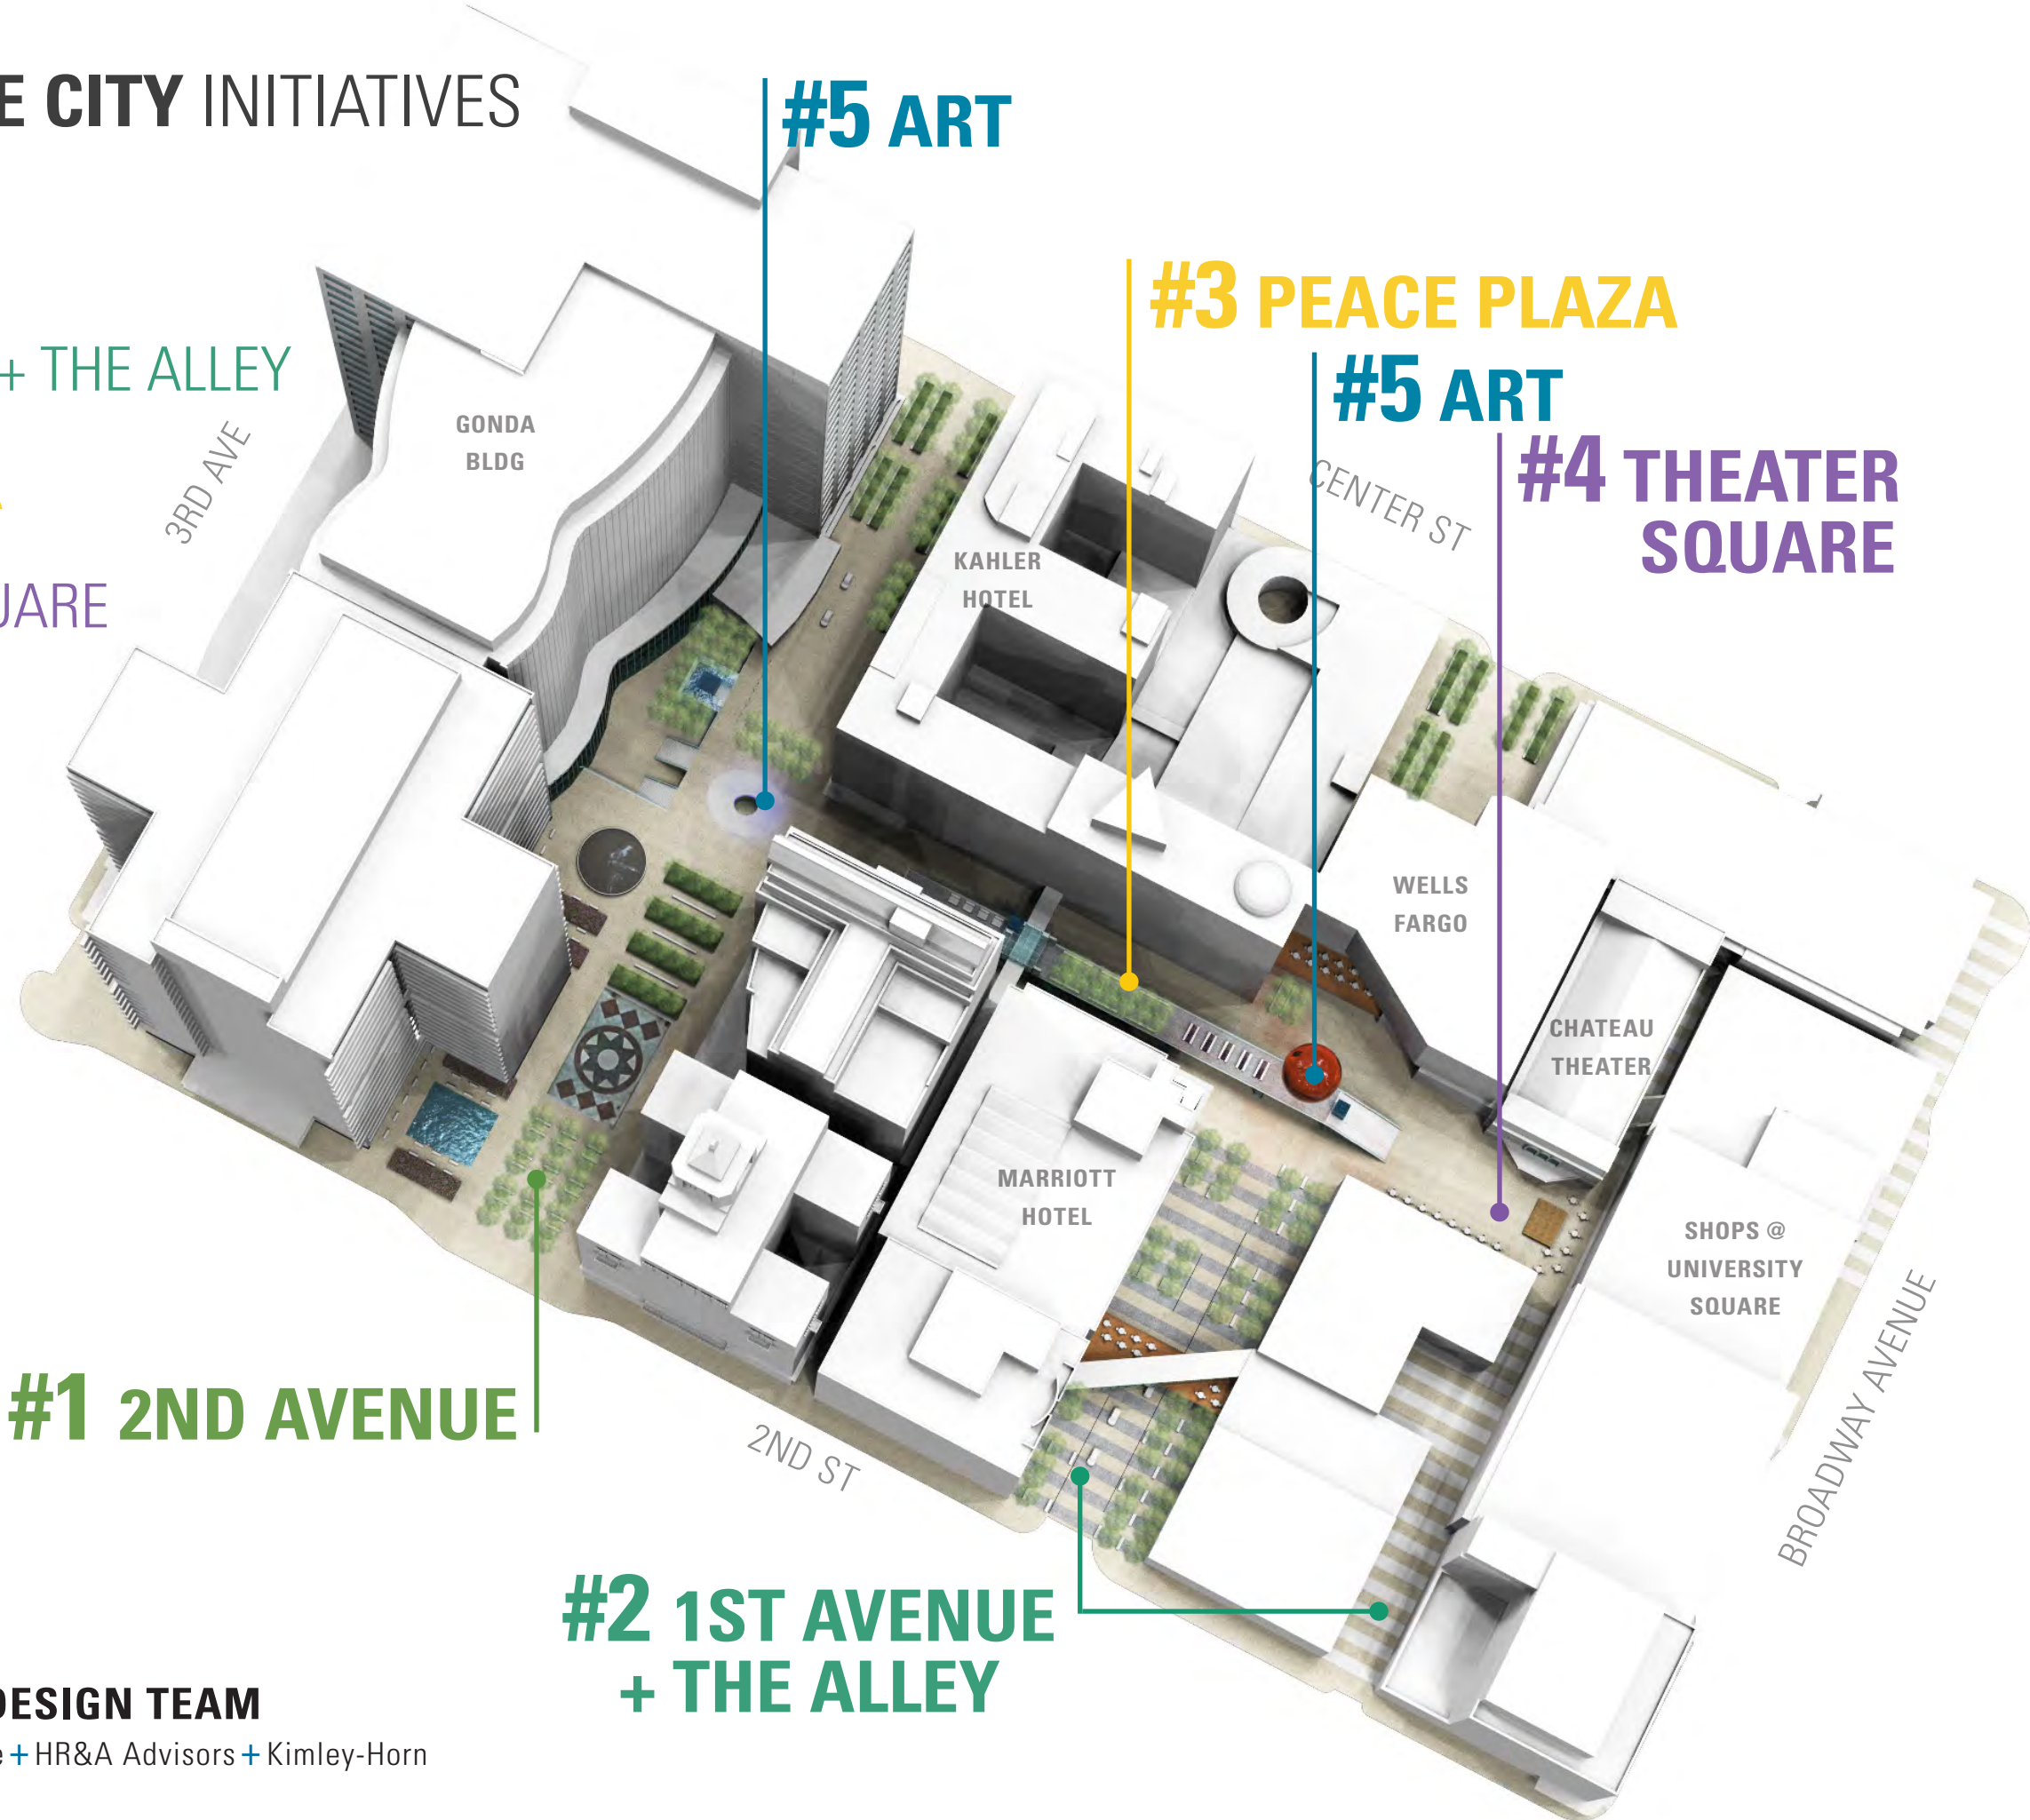 E CITY INITIATIVES
#5 ART
#3 PEACE PLAZA
+ THE ALLEY
#5 ART
GONDA
BLDG
3RD AVE
CENTER ST
#4 THEATER
SQUARE
KAHLER
HOTEL
UARE
WELLS
FARGO
CHATEAU
THEATER
MARRIOTT
HOTEL
SHOPS @
UNIVERSITY
SQUARE
#1 2ND AVENUE
2ND ST
BROADWAY AVENUE
#2 1ST AVENUE
+ THE ALLEY
DESIGN TEAM
e + HR&A Advisors + Kimley-Horn